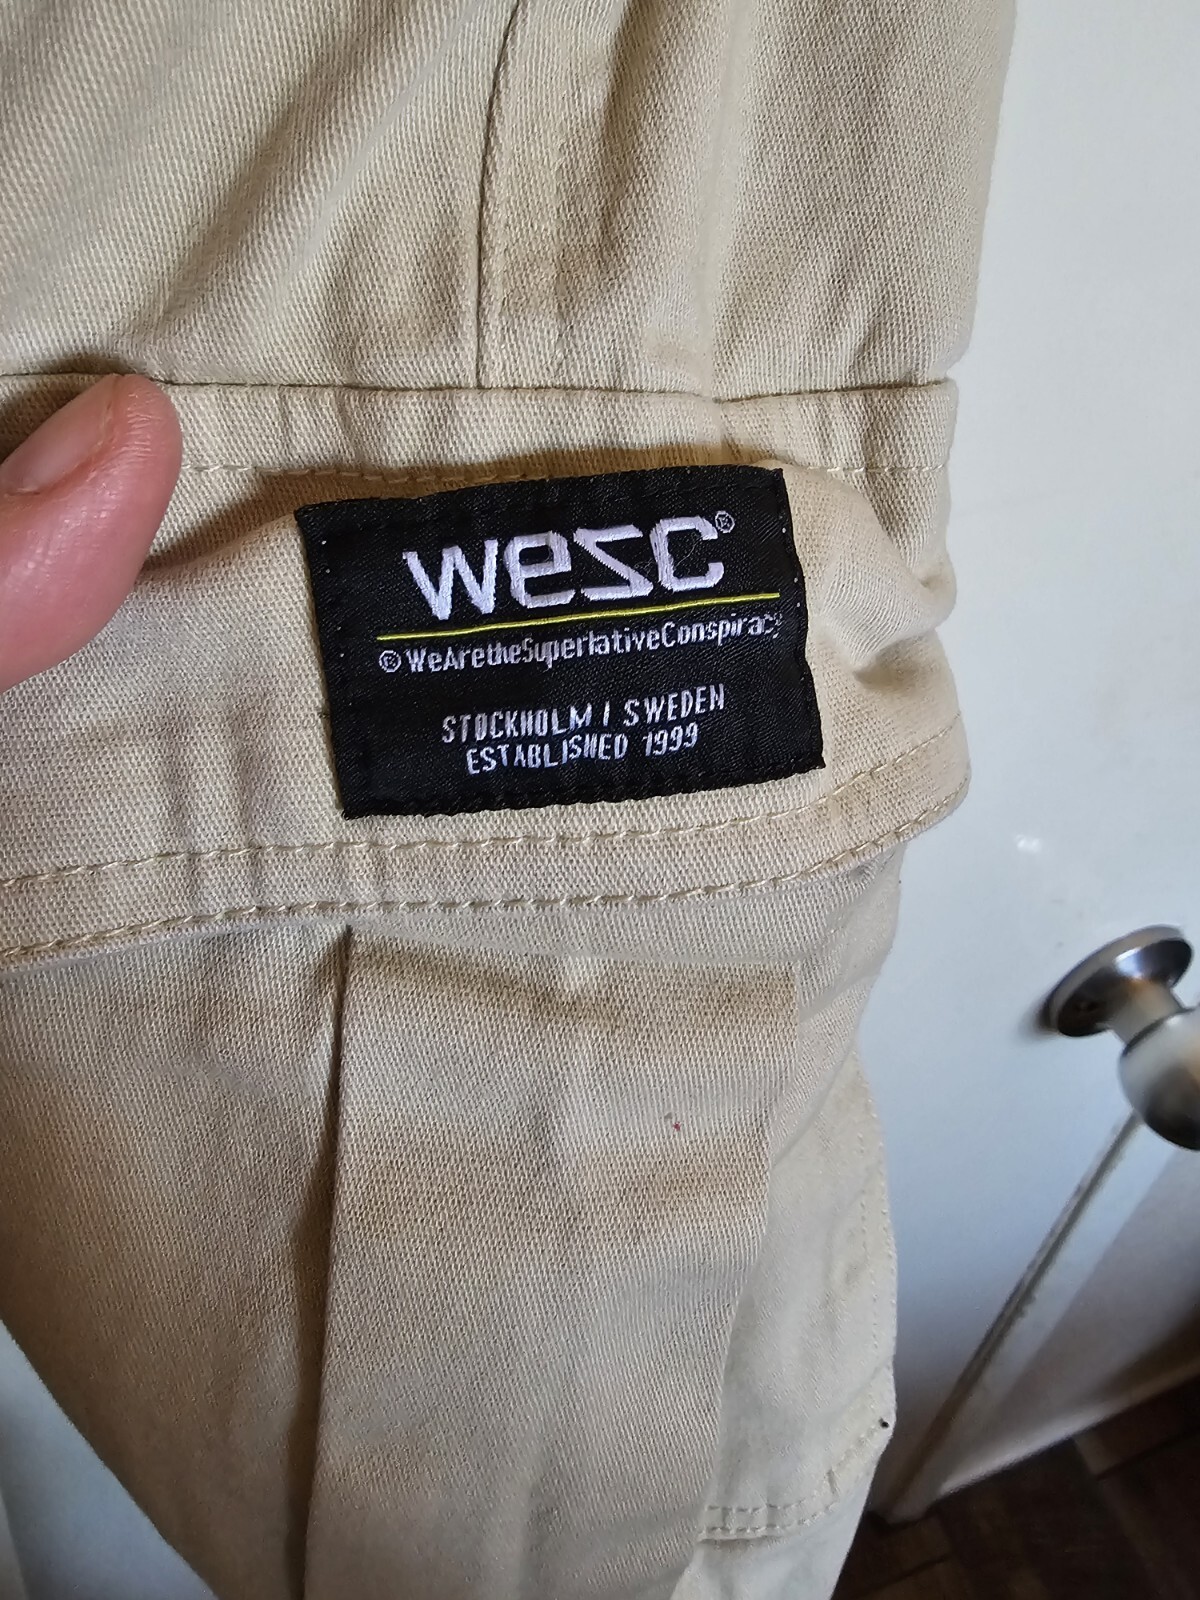 wesc®
©WeAretheSuperlativeConspiracy
STOCKHOLM / SWEDEN
ESTABLISHED 1999